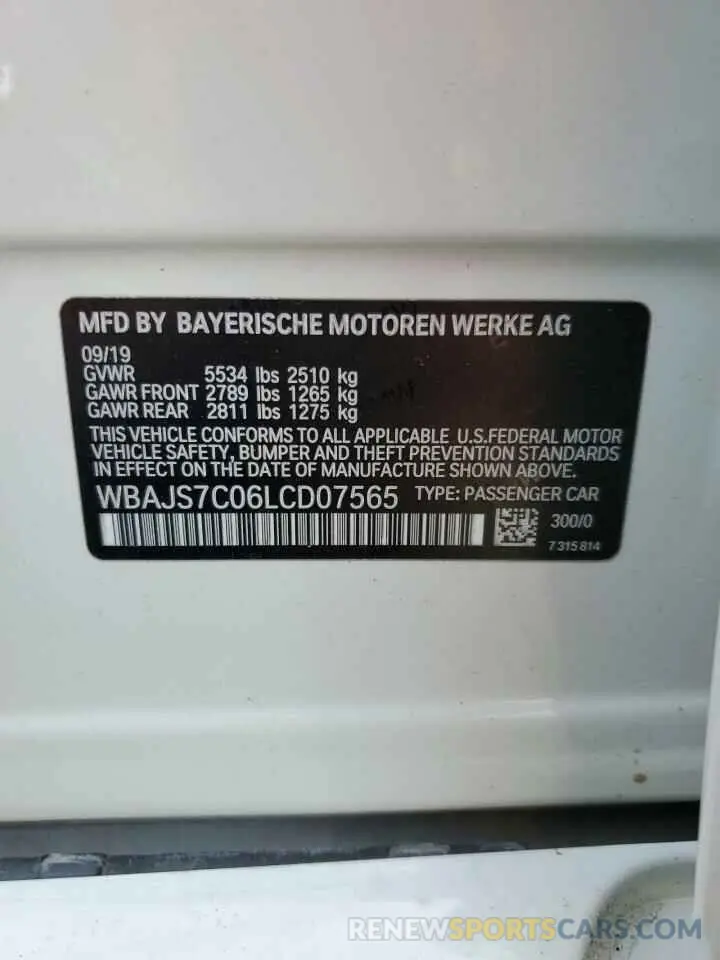 MFD BY BAYERISCHE MOTOREN WERKE AG
09/19
GVWR 5534 lbs 2510 kg
GAWR FRONT 2789 lbs 1265 kg
GAWR REAR 2811 lbs 1275 kg
THIS VEHICLE CONFORMS TO ALL APPLICABLE U.S.FEDERAL MOTOR
VEHICLE SAFETY, BUMPER AND THEFT PREVENTION STANDARDS
IN EFFECT ON THE DATE OF MANUFACTURE SHOWN ABOVE.
WBAJS7C06LCD07565 TYPE: PASSENGER CAR
300/0
7 315 814
RENEWSPORTSCARS.COM